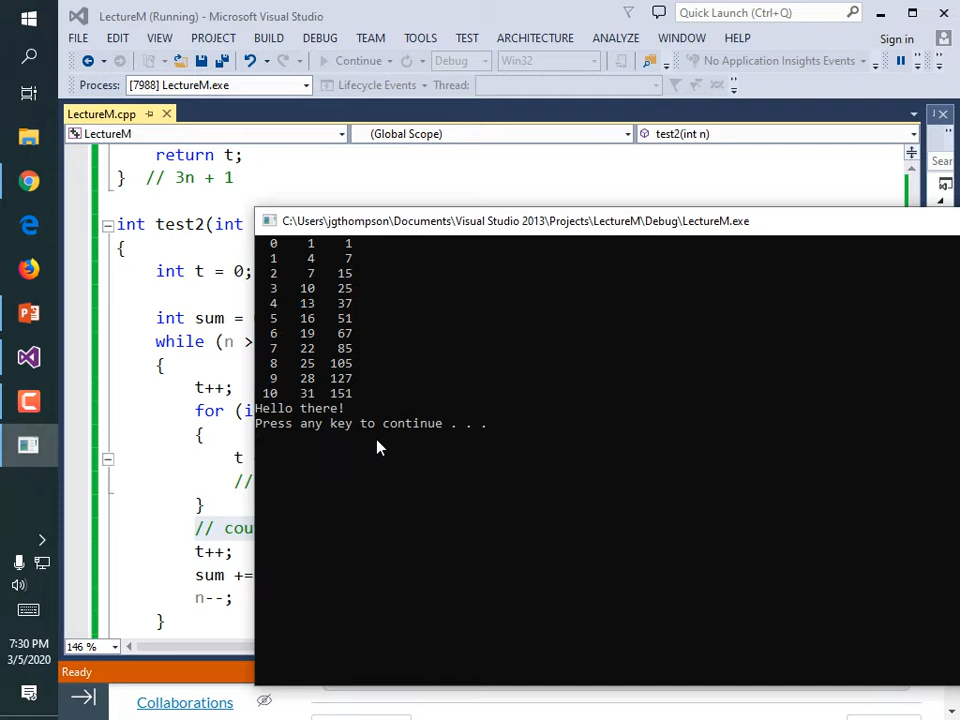 LectureM (Running) - Microsoft Visual Studio
Quick Launch (Ctrl+Q)
FILE EDIT VIEW PROJECT BUILD DEBUG TEAM TOOLS TEST ARCHITECTURE ANALYZE WINDOW HELP Sign in
Continue Debug Win32 No Application Insights Events
Process: [7988] LectureM.exe Lifecycle Events Thread:
LectureM.cpp
LectureM (Global Scope) test2(int n)
Sear
return t;
} // 3n + 1
int test2(int
{
int t = 0;
int sum =
while (n >
{
t++;
for (i
{
t
//
}
// cou
t++;
sum +=
n--;
}
146 %
Ready
C:\Users\jgthompson\Documents\Visual Studio 2013\Projects\LectureM\Debug\LectureM.exe
0 1 1
1 4 7
2 7 15
3 10 25
4 13 37
5 16 51
6 19 67
7 22 85
8 25 105
9 28 127
10 31 151
Hello there!
Press any key to continue . . .
7:30 PM
3/5/2020
Collaborations